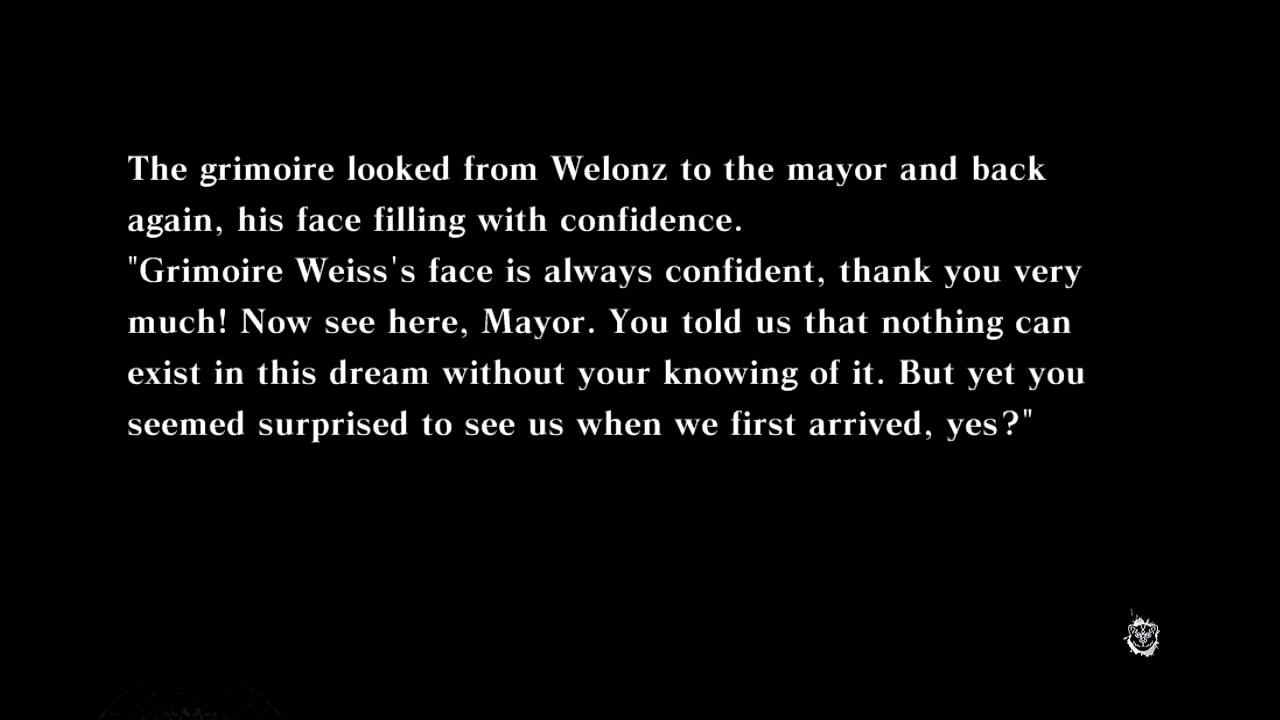 The grimoire looked from Welonz to the mayor and back
again, his face filling with confidence.
"Grimoire Weiss's face is always confident, thank you very
much! Now see here, Mayor. You told us that nothing can
exist in this dream without your knowing of it. But yet you
seemed surprised to see us when we first arrived, yes?"